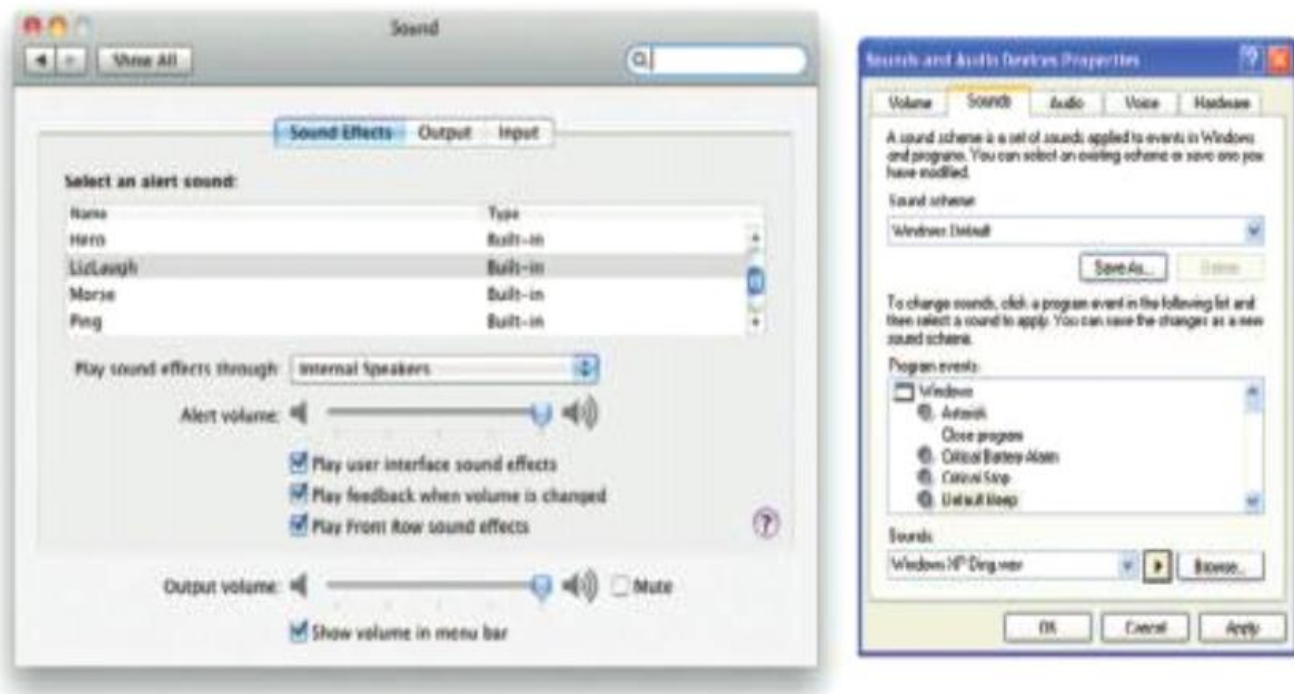 Sound
Show All
Sound Effects Output Input
Select an alert sound:
Name Type
Hero Built-in
LizLaugh Built-in
Morse Built-in
Ping Built-in
Play sound effects through: Internal Speakers
Alert volume:
Play user interface sound effects
Play feedback when volume is changed
Play Front Row sound effects
?
Output volume: Mute
Show volume in menu bar
Sounds and Audio Devices Properties
Volume Sounds Audio Voice Hardware
A sound scheme is a set of sounds applied to events in Windows
and programs. You can select an existing scheme or save one you
have modified.
Sound scheme:
Windows Default
Save As... Delete
To change sounds, click a program event in the following list and
then select a sound to apply. You can save the changes as a new
sound scheme.
Program events:
Windows
Asterisk
Close program
Critical Battery Alarm
Critical Stop
Default Beep
Sounds:
Windows XP Ding.wav Browse...
OK Cancel Apply